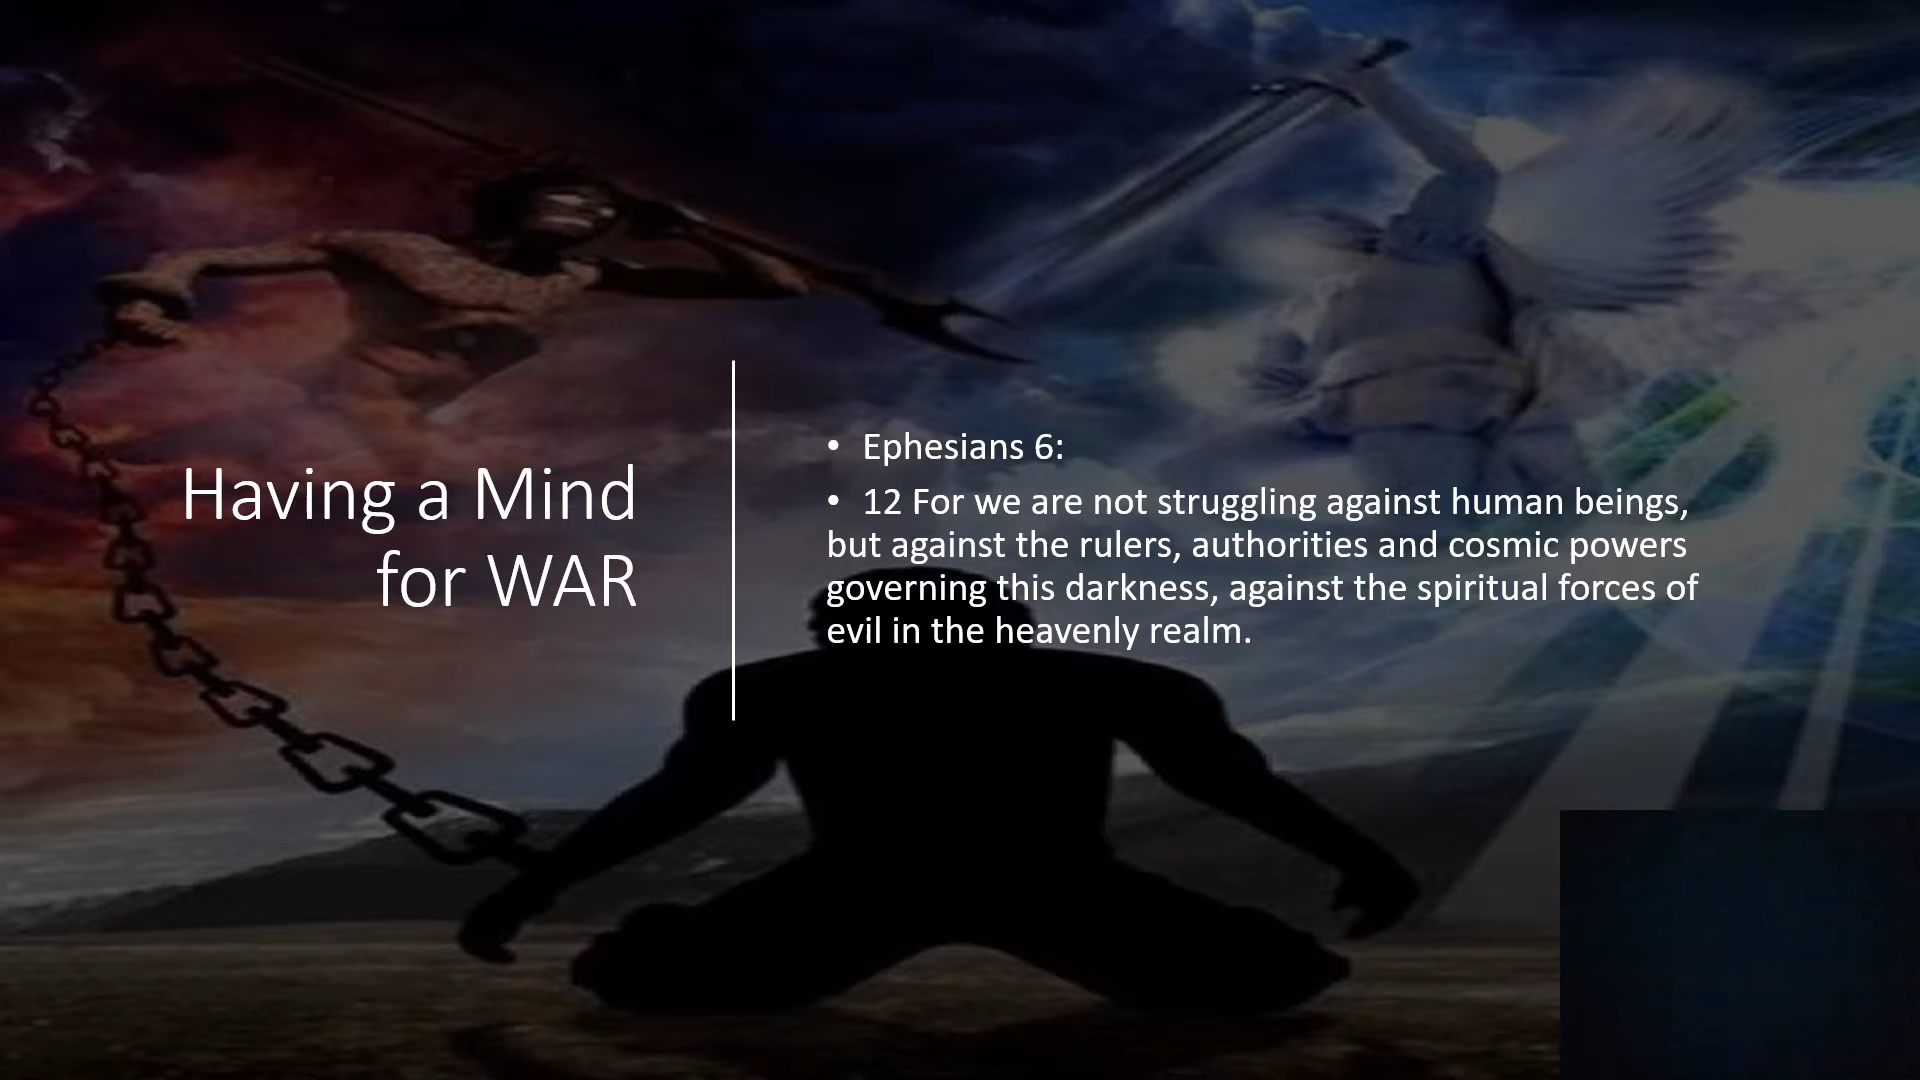 Having a Mind
for WAR
• Ephesians 6:
• 12 For we are not struggling against human beings,
but against the rulers, authorities and cosmic powers
governing this darkness, against the spiritual forces of
evil in the heavenly realm.